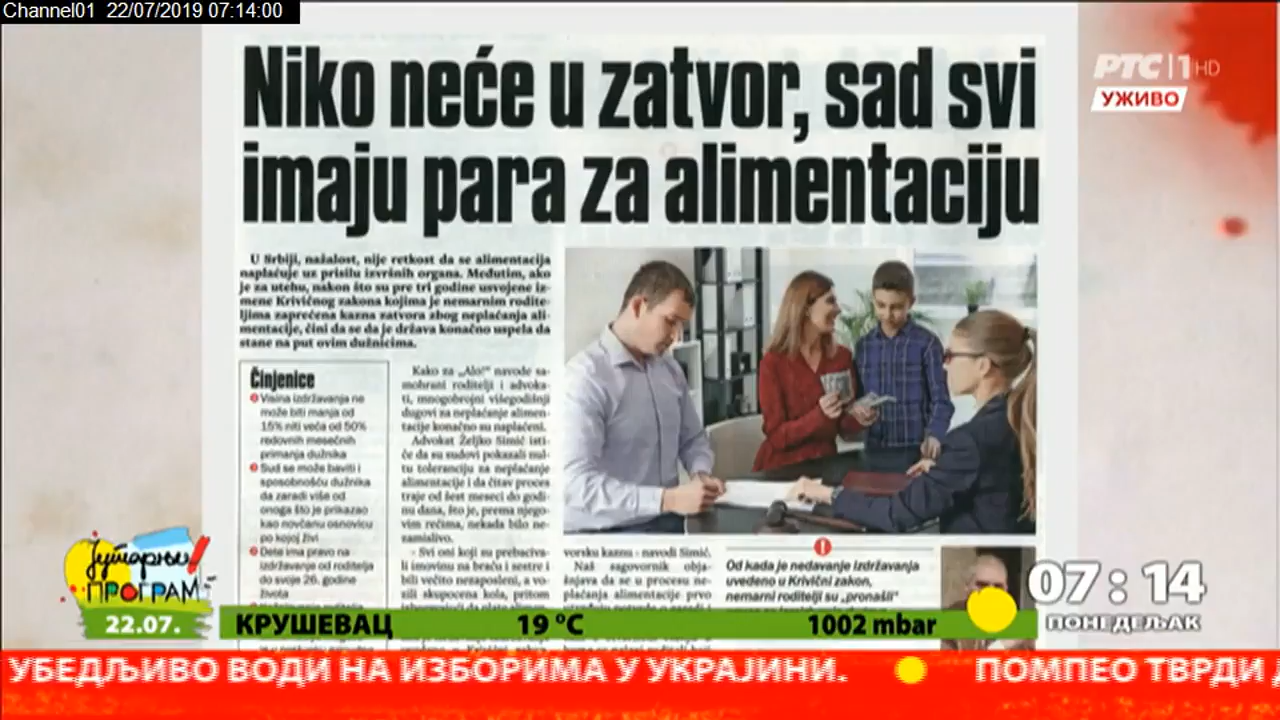 Channel01 22/07/2019 07:14:00
РТС|1HD
УЖИВО
Niko neće u zatvor, sad svi
imaju para za alimentaciju
U Srbiji, nažalost, nije retkost da se alimentacija
naplaćuje uz prisilu izvršnih organa. Međutim, ako
je za utehu, nakon što su pre tri godine usvojene iz-
mene Krivičnog zakona kojima je nemarnim rodite-
ljima zaprećena kazna zatvora zbog neplaćanja ali-
mentacije, čini da se da je država konačno uspela da
stane na put ovim dužnicima.
Činjenice
Visina izdržavanja ne
može biti manja od
15% niti veća od 50%
redovnih mesečnih
primanja dužnika
Sud se može baviti i
sposobnošću dužnika
da zaradi više od
onoga što je prikazao
kao novčanu osnovicu
po kojoj živi
Dete ima pravo na
izdržavanje od roditelja
do svoje 26. godine
života
Kako za „Alo!“ navode sa-
mohrani roditelji i advoka-
ti, mnogobrojni višegodišnji
dugovi za neplaćanje alimen-
tacije konačno su naplaćeni.
Advokat Željko Simić isti-
če da su sudovi pokazali nul-
tu toleranciju za neplaćanje
alimentacije i da čitav proces
traje od šest meseci do godi-
nu dana, što je, prema njego-
vim rečima, nekada bilo ne-
zamislivo.
- Svi oni koji su prebaciva-
li imovinu na braću i sestre i
bili večito nezaposleni, a vo-
zili skupocena kola, pritom
vorsku kaznu - navodi Simić.
Naš sagovornik obja-
šnjava da se u procesu ne-
plaćanja alimentacije prvo
Od kada je nedavanje izdržavanja
uvedeno u Krivični zakon,
nemarni roditelji su „pronašli“
Јутарњи
ПРОГРАМ
22.07.
КРУШЕВАЦ 19 °C 1002 mbar
07:14
ПОНЕДЕЉАК
УБЕДЉИВО ВОДИ НА ИЗБОРИМА У УКРАЈИНИ. ПОМПЕО ТВРДИ